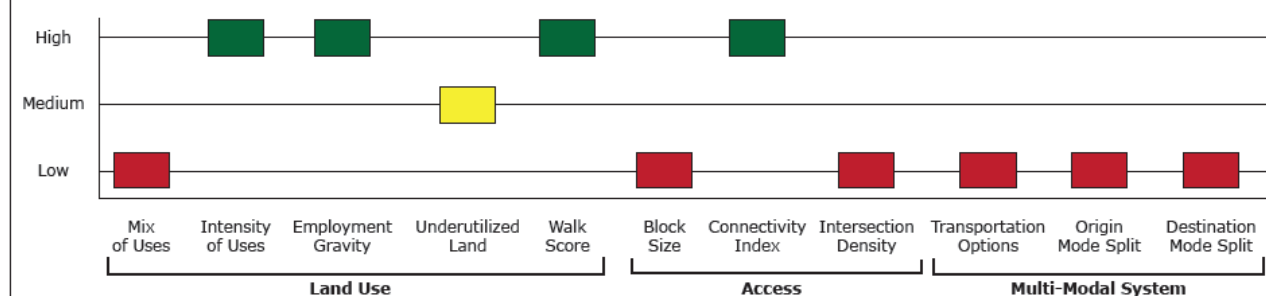 High
Medium
Low
Mix
of Uses
Intensity
of Uses
Employment
Gravity
Underutilized
Land
Walk
Score
Block
Size
Connectivity
Index
Intersection
Density
Transportation
Options
Origin
Mode Split
Destination
Mode Split
Land Use
Access
Multi-Modal System